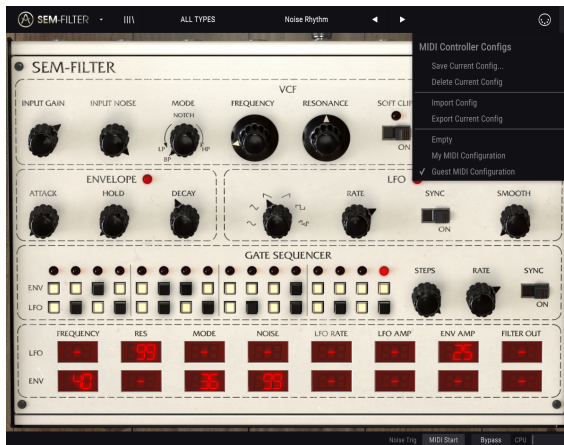 SEM-FILTER ALL TYPES Noise Rhythm
MIDI Controller Configs
Save Current Config...
Delete Current Config
Import Config
Export Current Config
Empty
My MIDI Configuration
✓ Guest MIDI Configuration
SEM-FILTER
VCF
INPUT GAIN INPUT NOISE MODE FREQUENCY RESONANCE SOFT CLIP
NOTCH
LP HP
BP
ON
ENVELOPE LFO
ATTACK HOLD DECAY RATE SYNC SMOOTH
ON
GATE SEQUENCER
STEPS RATE SYNC
ENV
LFO
ON
FREQUENCY RES MODE NOISE LFO RATE LFO AMP ENV AMP FILTER OUT
LFO - 99 - - - - 25 -
ENV 40 - 36 99 - - - -
Noise Trig MIDI Start Bypass CPU